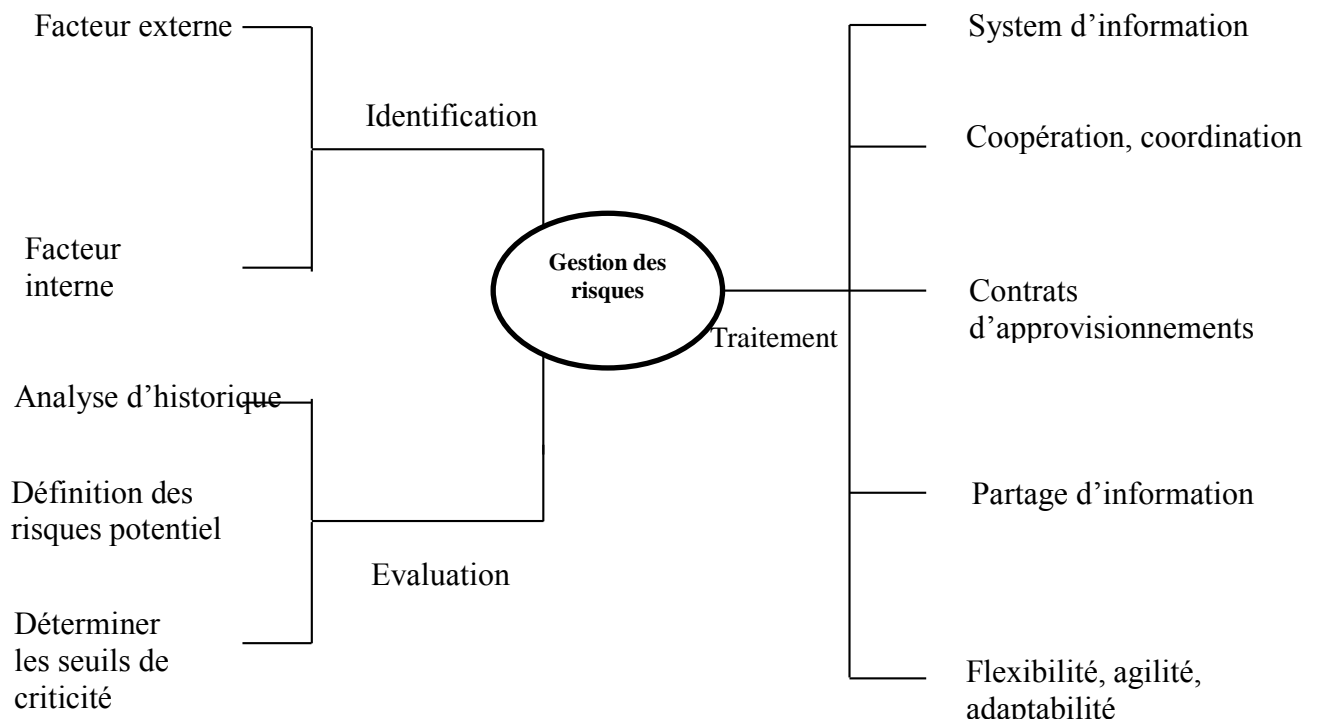 Facteur externe
Identification
Facteur
interne
Analyse d’historique
Définition des
risques potentiel
Evaluation
Déterminer
les seuils de
criticité
Gestion des
risques
Traitement
System d’information
Coopération, coordination
Contrats
d’approvisionnements
Partage d’information
Flexibilité, agilité,
adaptabilité